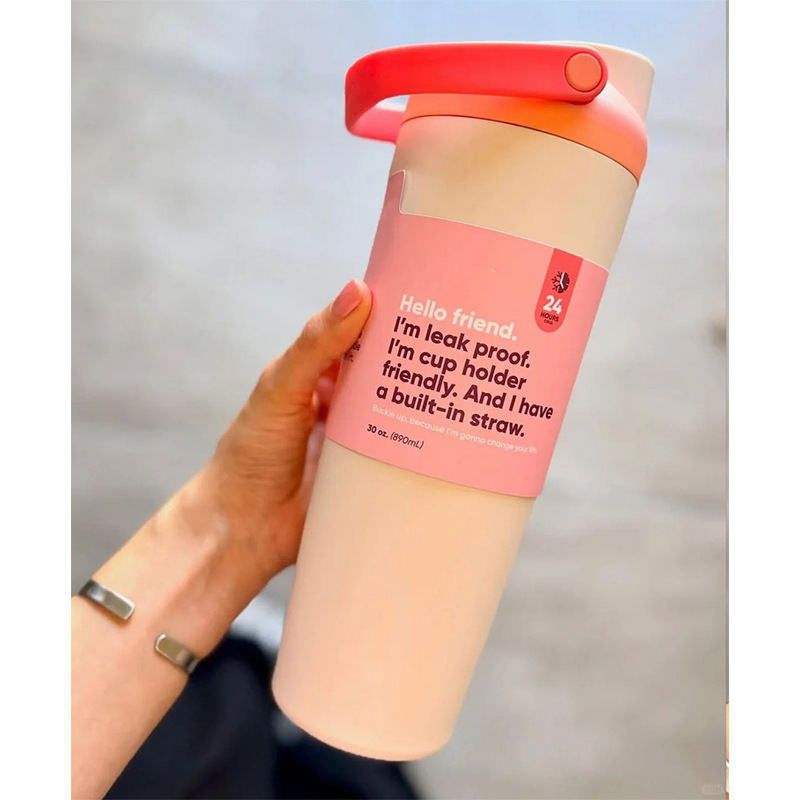 24
HOURS
COLD
Hello friend.
I'm leak proof.
I'm cup holder
friendly. And I have
a built-in straw.
Buckle up, because I'm gonna change your life.
30 oz. (890mL)